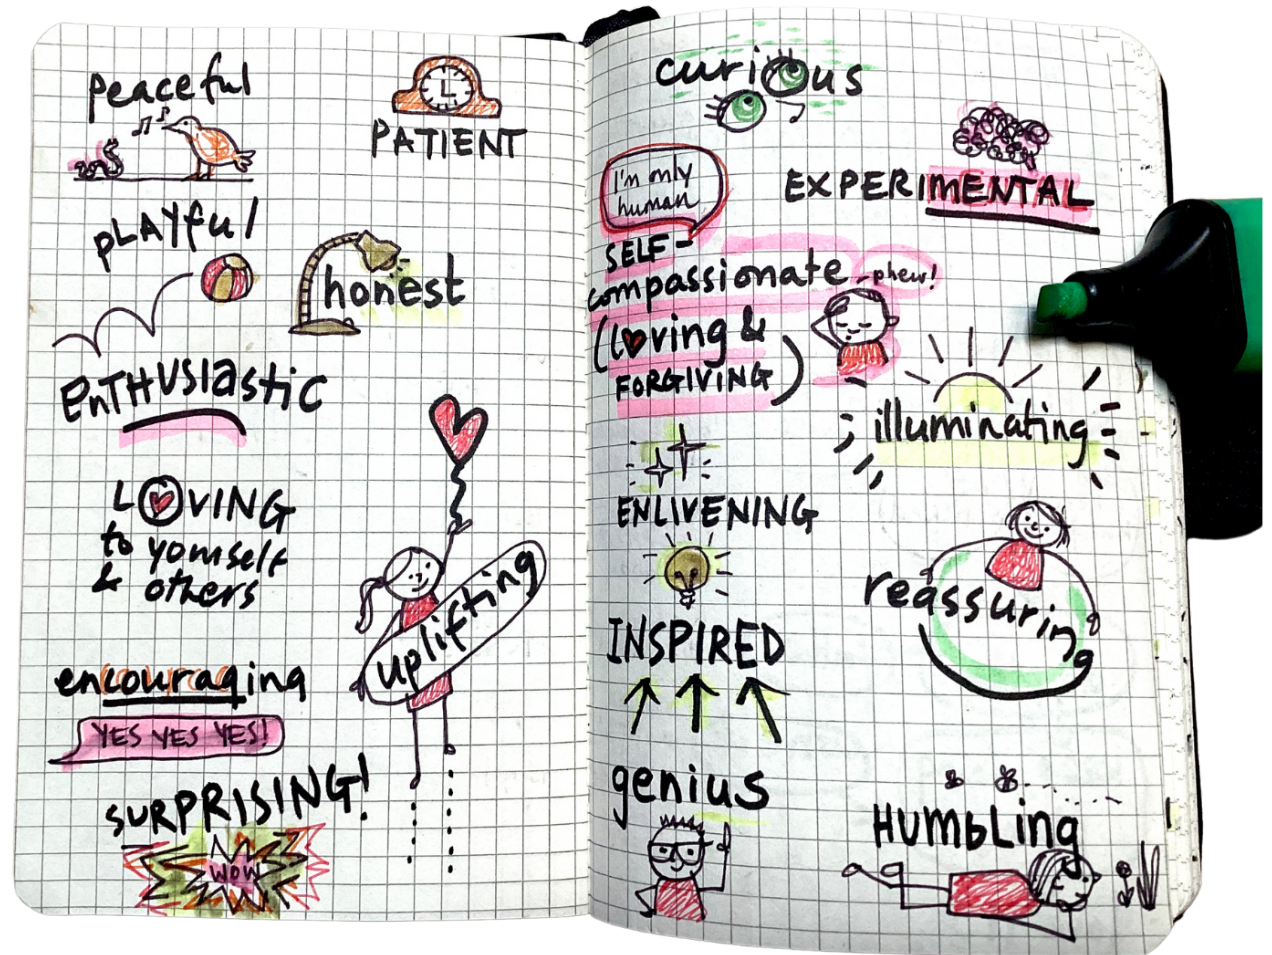 peaceful
PATIENT
pLAYful
honest
EnTHUSIastic
LOVING
to yourself
& others
uplifting
encouraging
YES YES YES!
SURPRISING!
WOW
curious
EXPERIMENTAL
I'm only
human
SELF-
compassionate -phew!
(Loving &
FORGIVING)
illuminating
ENLIVENING
reassuring
INSPIRED
genius
HUmbLing